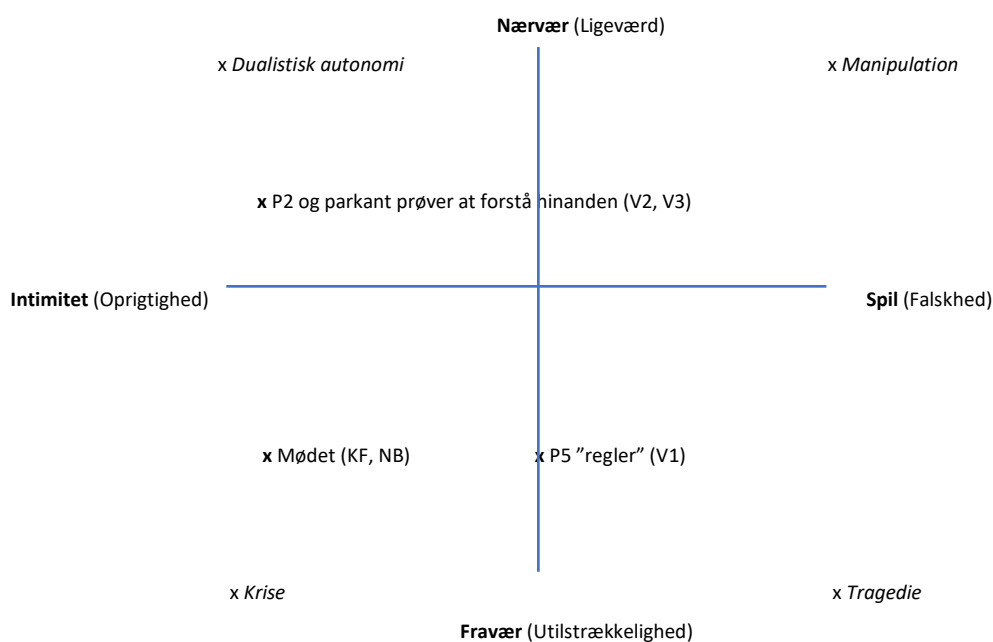 Nærvær (Ligeværd)
x Dualistisk autonomi
x Manipulation
x P2 og parkant prøver at forstå hinanden (V2, V3)
Intimitet (Oprigtighed)
Spil (Falskhed)
x Mødet (KF, NB)
x P5 ”regler” (V1)
x Krise
x Tragedie
Fravær (Utilstrækkelighed)